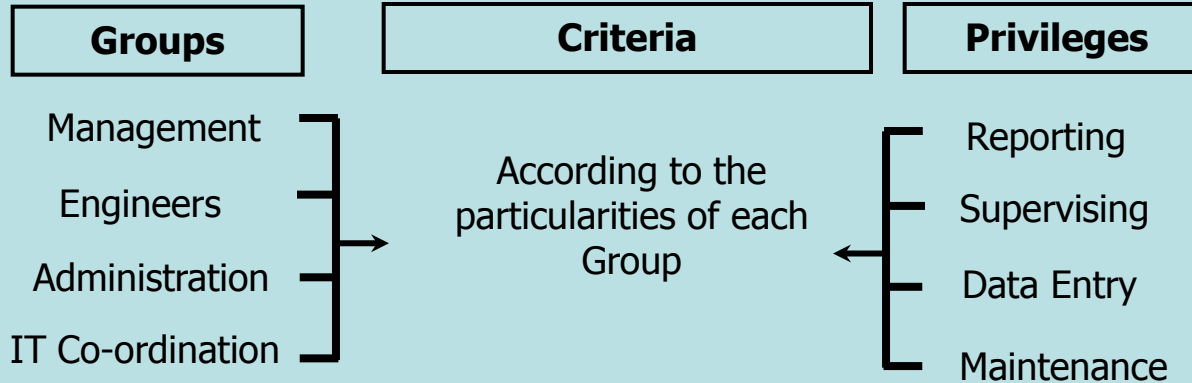 Groups
Criteria
Privileges
Management
Engineers
Administration
IT Co-ordination
According to the
particularities of each
Group
Reporting
Supervising
Data Entry
Maintenance